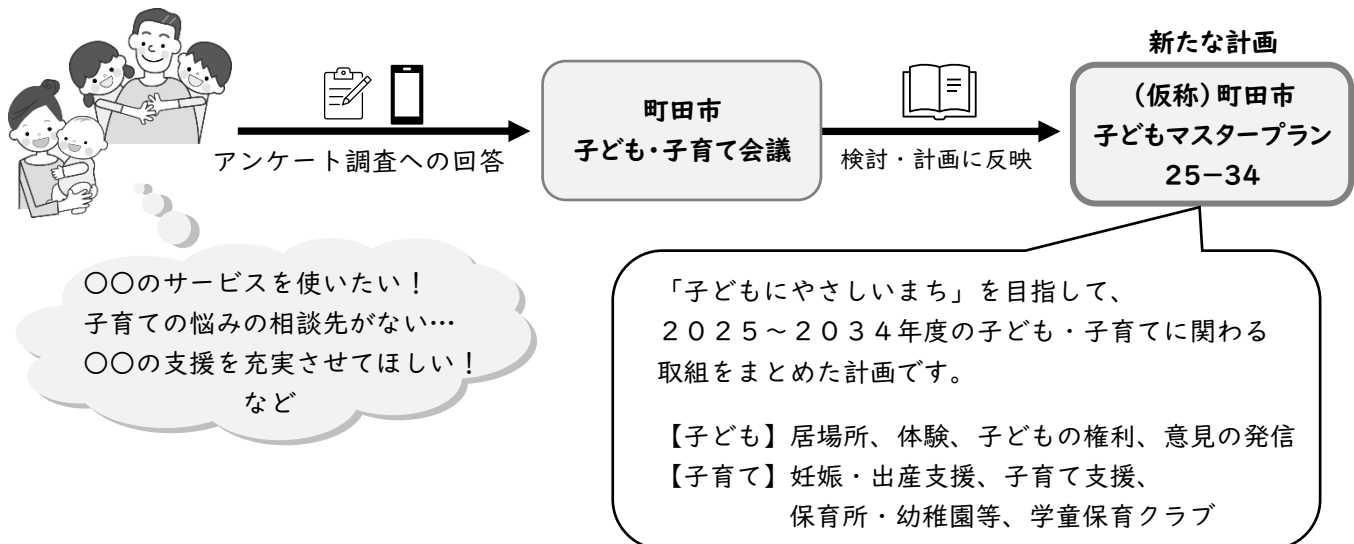 新たな計画
(仮称)町田市
子どもマスタープラン
25−34
町田市
子ども・子育て会議
アンケート調査への回答
検討・計画に反映
〇〇のサービスを使いたい！
子育ての悩みの相談先がない…
〇〇の支援を充実させてほしい！
など
「子どもにやさしいまち」を目指して、
２０２５～２０３４年度の子ども・子育てに関わる
取組をまとめた計画です。
【子ども】居場所、体験、子どもの権利、意見の発信
【子育て】妊娠・出産支援、子育て支援、
保育所・幼稚園等、学童保育クラブ